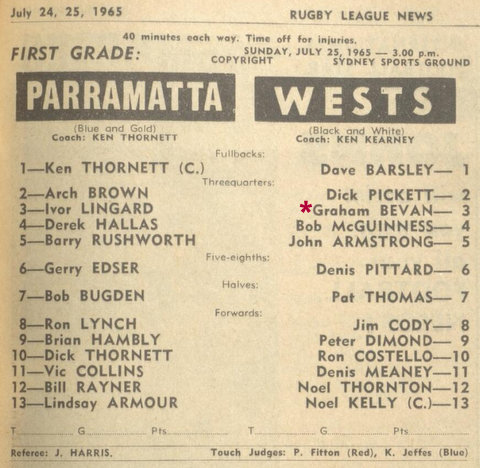 July 24, 25, 1965 RUGBY LEAGUE NEWS
40 minutes each way. Time off for injuries.
FIRST GRADE: SUNDAY, JULY 25, 1965 — 3.00 p.m.
COPYRIGHT SYDNEY SPORTS GROUND
PARRAMATTA WESTS
(Blue and Gold) (Black and White)
Coach: KEN THORNETT Coach: KEN KEARNEY
Fullbacks:
1—Ken THORNETT (C.) Dave BARSLEY— 1
Threequarters:
2—Arch BROWN Dick PICKETT— 2
3—Ivor LINGARD *Graham BEVAN— 3
4—Derek HALLAS Bob McGUINNESS— 4
5—Barry RUSHWORTH John ARMSTRONG— 5
Five-eighths:
6—Gerry EDSER Denis PITTARD— 6
Halves:
7—Bob BUGDEN Pat THOMAS— 7
Forwards:
8—Ron LYNCH Jim CODY— 8
9—Brian HAMBLY Peter DIMOND— 9
10—Dick THORNETT Ron COSTELLO—10
11—Vic COLLINS Denis MEANEY—11
12—Bill RAYNER Noel THORNTON—12
13—Lindsay ARMOUR Noel KELLY (C.)—13
T............ G............ Pts............ T............ G............ Pts............
Referee: J. HARRIS. Touch Judges: P. Fitton (Red), K. Jeffes (Blue)